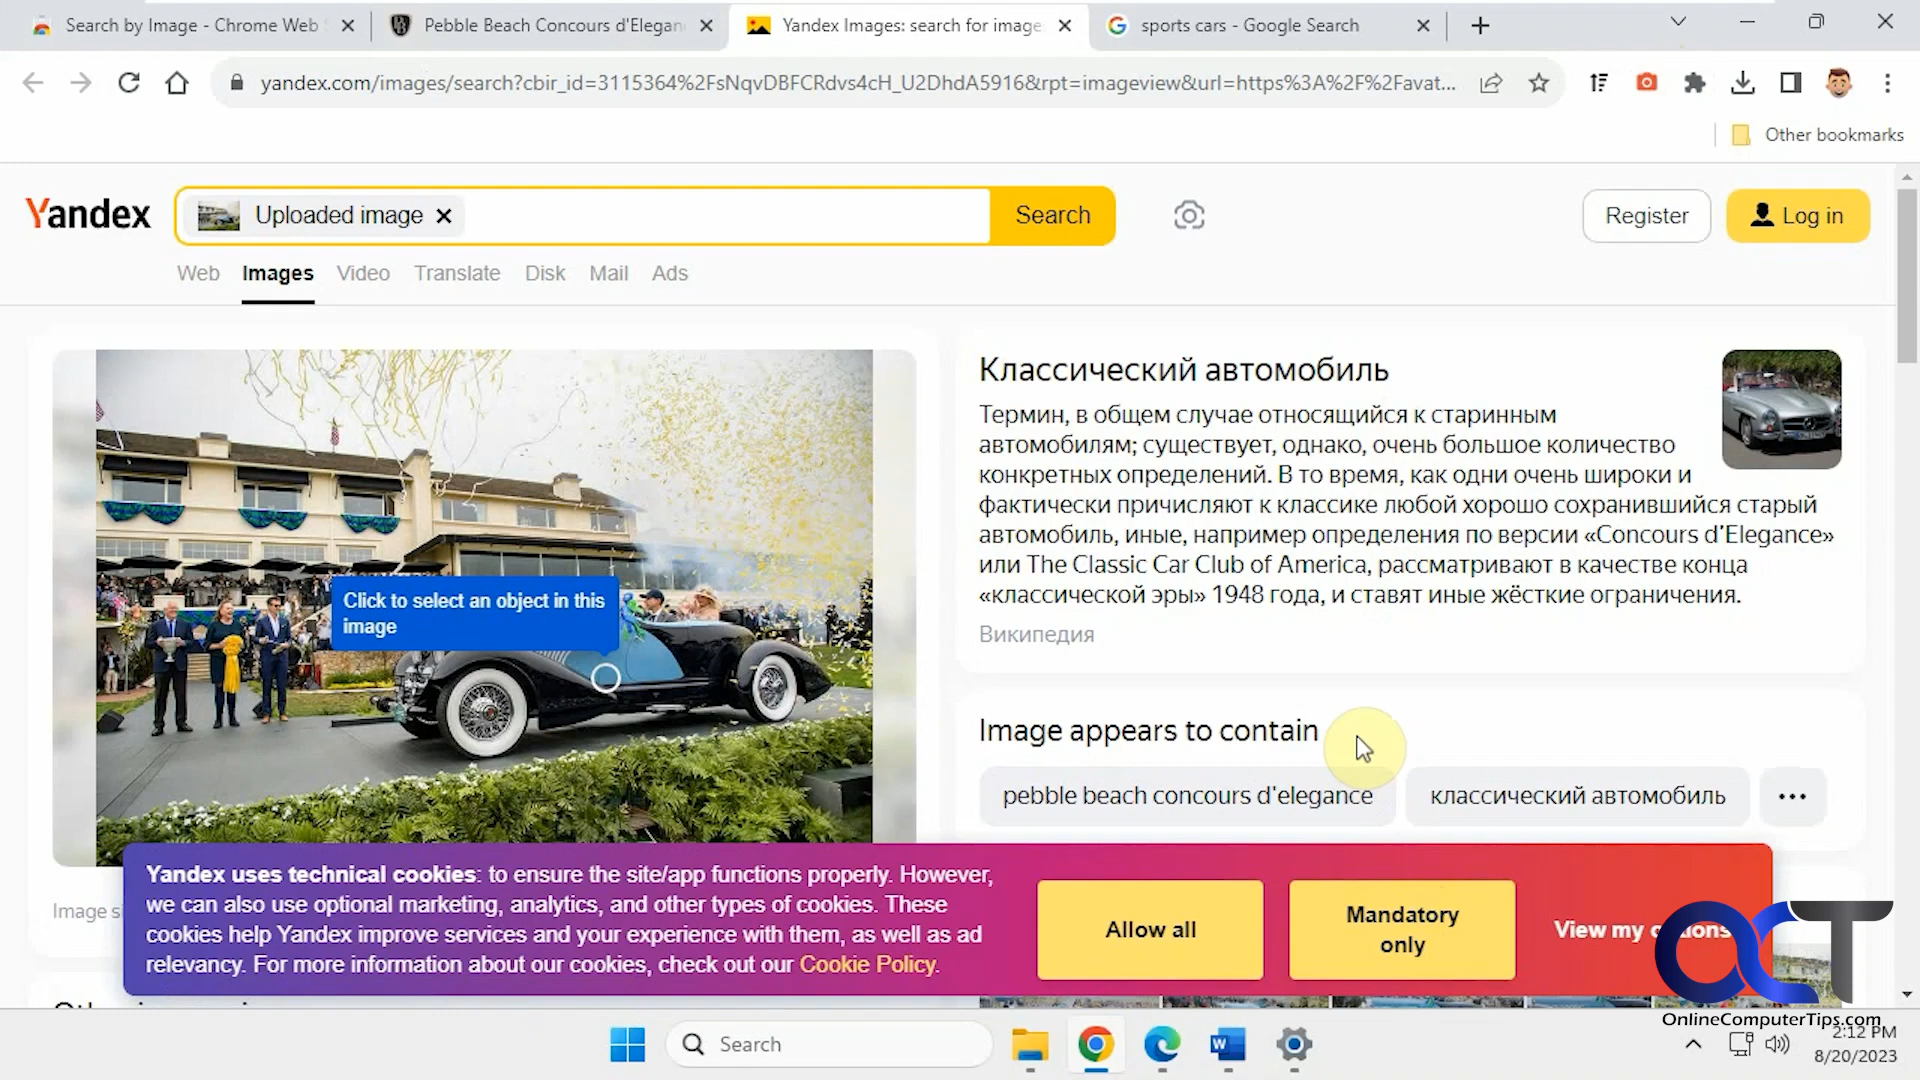 Search by Image - Chrome Web
Pebble Beach Concours d'Elegan
Yandex Images: search for image
sports cars - Google Search
yandex.com/images/search?cbir_id=3115364%2FsNqvDBFCRdvs4cH_U2DhdA5916&rpt=imageview&url=https%3A%2F%2Favat...
Other bookmarks
Yandex
Uploaded image
Search
Register
Log in
Web Images Video Translate Disk Mail Ads
Click to select an object in this
image
Классический автомобиль
Термин, в общем случае относящийся к старинным
автомобилям; существует, однако, очень большое количество
конкретных определений. В то время, как одни очень широки и
фактически причисляют к классике любой хорошо сохранившийся старый
автомобиль, иные, например определения по версии «Concours d'Elegance»
или The Classic Car Club of America, рассматривают в качестве конца
«классической эры» 1948 года, и ставят иные жёсткие ограничения.
Википедия
Image appears to contain
pebble beach concours d'elegance
классический автомобиль
...
Image
Yandex uses technical cookies: to ensure the site/app functions properly. However,
we can also use optional marketing, analytics, and other types of cookies. These
cookies help Yandex improve services and your experience with them, as well as ad
relevancy. For more information about our cookies, check out our Cookie Policy.
Allow all
Mandatory
only
View my
OCT
OnlineComputerTips.com
Search
2:12 PM
8/20/2023